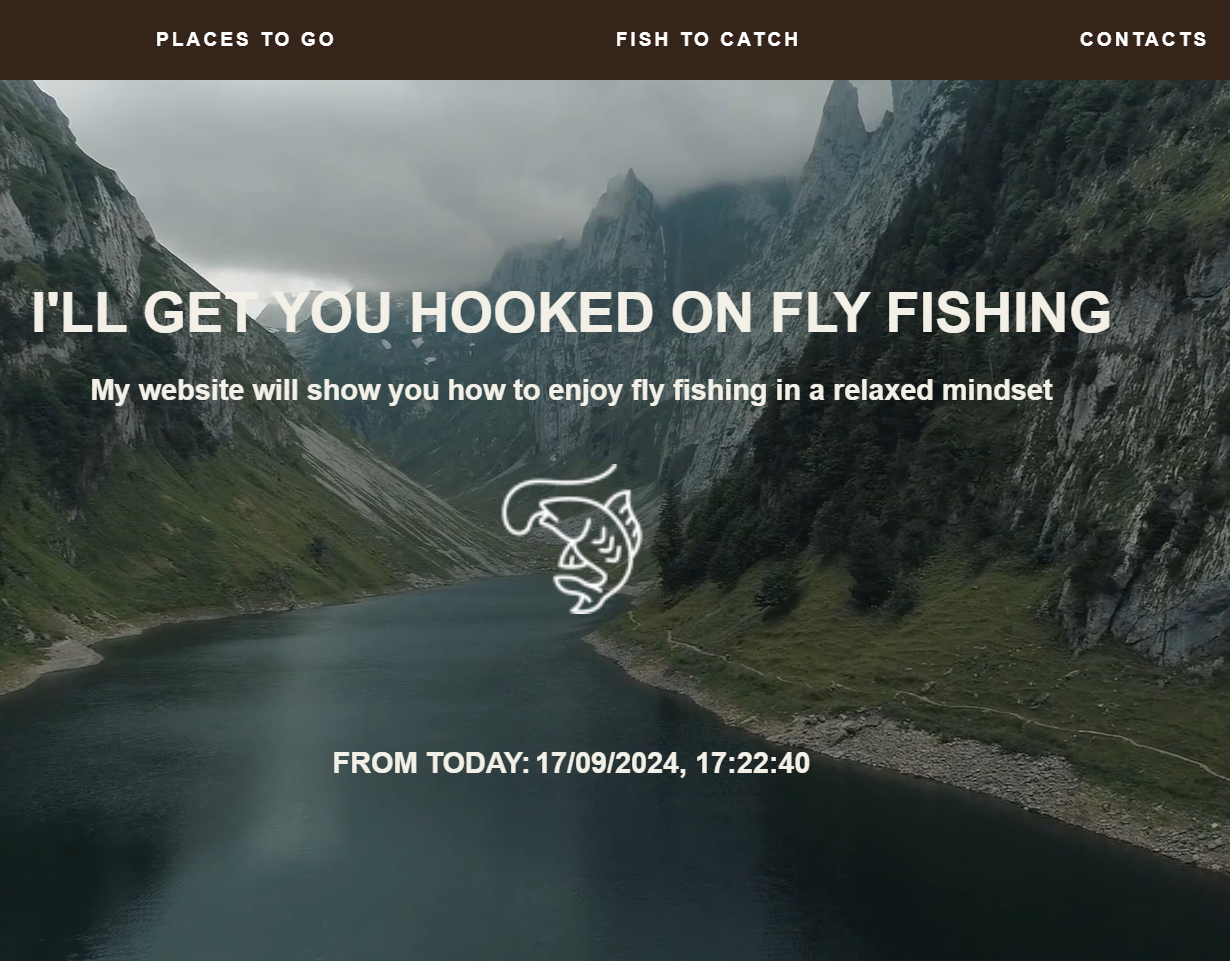 PLACES TO GO
FISH TO CATCH
CONTACTS
I'LL GET YOU HOOKED ON FLY FISHING
My website will show you how to enjoy fly fishing in a relaxed mindset
FROM TODAY: 17/09/2024, 17:22:40